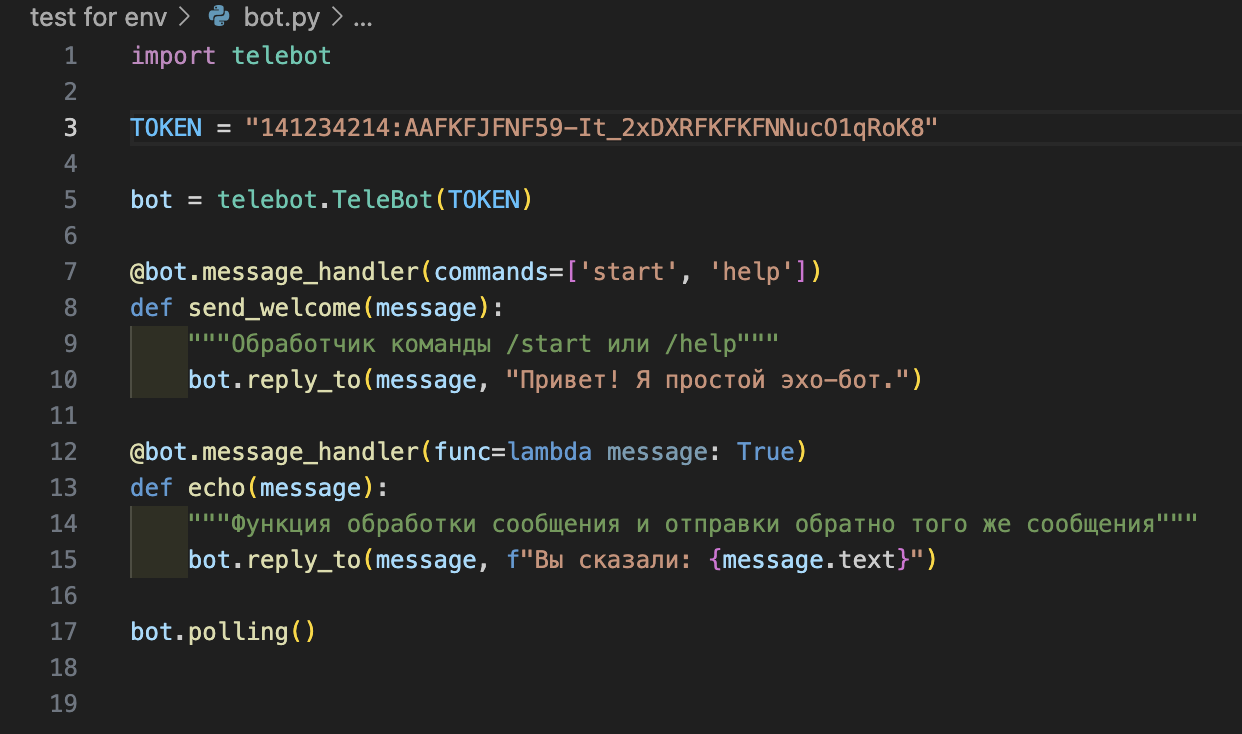 test for env > bot.py > ...
1 import telebot
2
3 TOKEN = "141234214:AAFKFJFNF59-It_2xDXRFKFKFNNucO1qRoK8"
4
5 bot = telebot.TeleBot(TOKEN)
6
7 @bot.message_handler(commands=['start', 'help'])
8 def send_welcome(message):
9     """Обработчик команды /start или /help"""
10     bot.reply_to(message, "Привет! Я простой эхо-бот.")
11
12 @bot.message_handler(func=lambda message: True)
13 def echo(message):
14     """Функция обработки сообщения и отправки обратно того же сообщения"""
15     bot.reply_to(message, f"Вы сказали: {message.text}")
16
17 bot.polling()
18
19